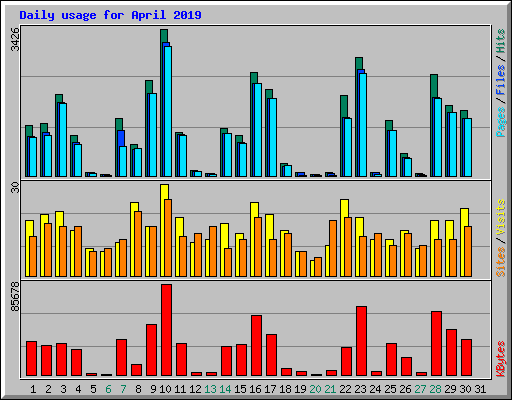 Daily usage for April 2019
3426
Pages / Files / Hits
30
Sites / Visits
85678
KBytes
1 2 3 4 5 6 7 8 9 10 11 12 13 14 15 16 17 18 19 20 21 22 23 24 25 26 27 28 29 30 31